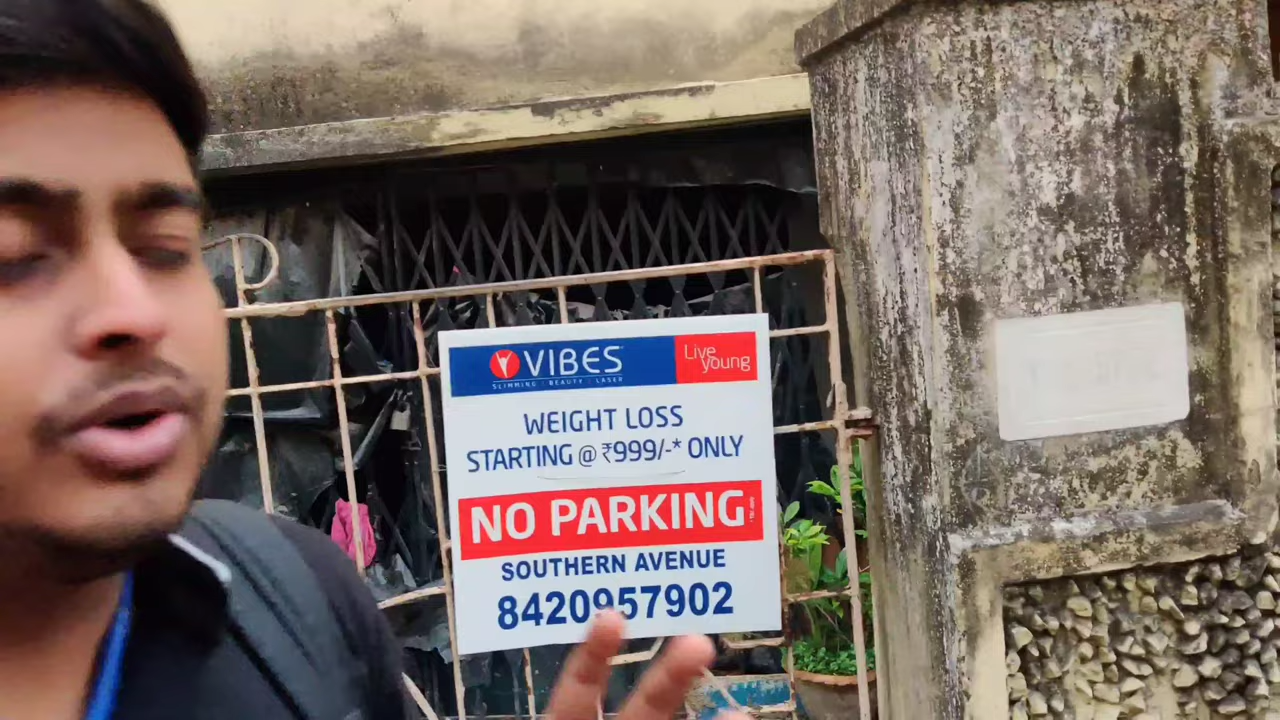 VIBES
SLIMMING | BEAUTY | LASER
Live
young
WEIGHT LOSS
STARTING @ ₹999/-* ONLY
NO PARKING
SOUTHERN AVENUE
8420957902